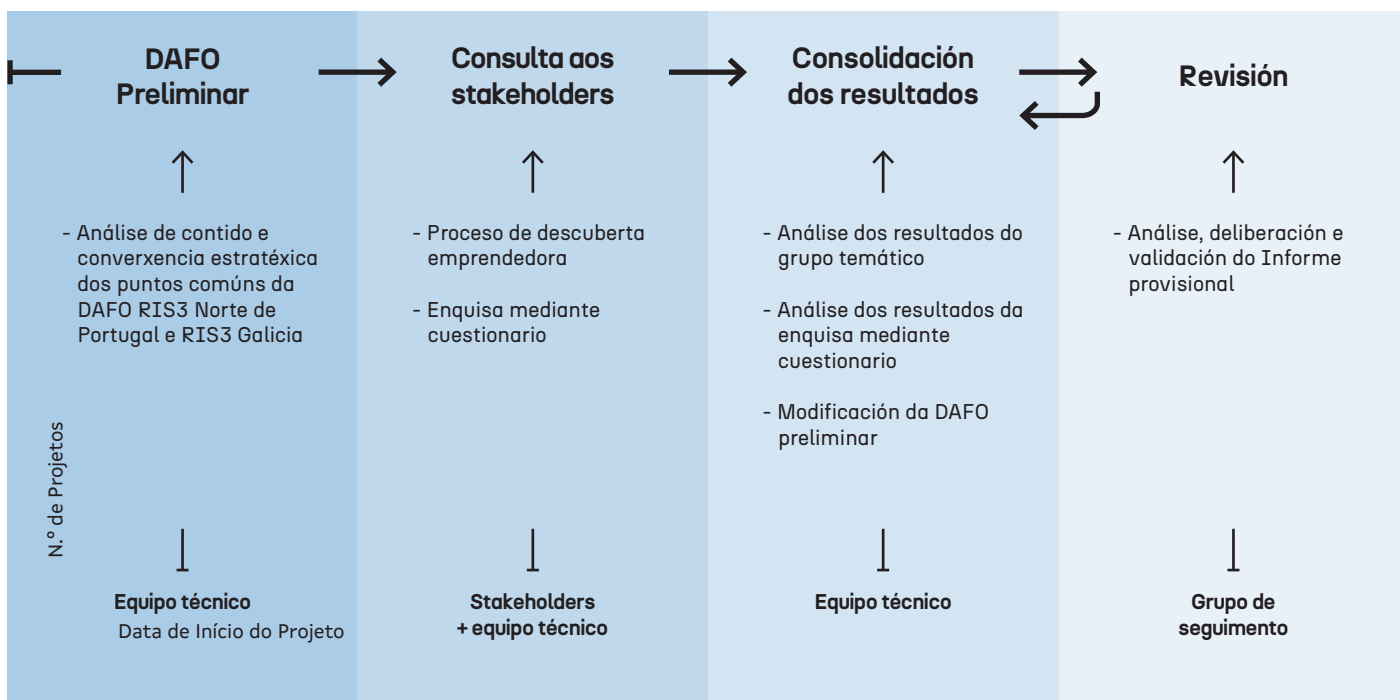 DAFO
Preliminar
- Análise de contido e
converxencia estratéxica
dos puntos comúns da
DAFO RIS3 Norte de
Portugal e RIS3 Galicia
N.º de Projetos
Equipo técnico
Data de Início do Projeto
Consulta aos
stakeholders
- Proceso de descuberta
emprendedora
- Enquisa mediante
cuestionario
Stakeholders
+ equipo técnico
Consolidación
dos resultados
- Análise dos resultados do
grupo temático
- Análise dos resultados da
enquisa mediante
cuestionario
- Modificación da DAFO
preliminar
Equipo técnico
Revisión
- Análise, deliberación e
validación do Informe
provisional
Grupo de
seguimento